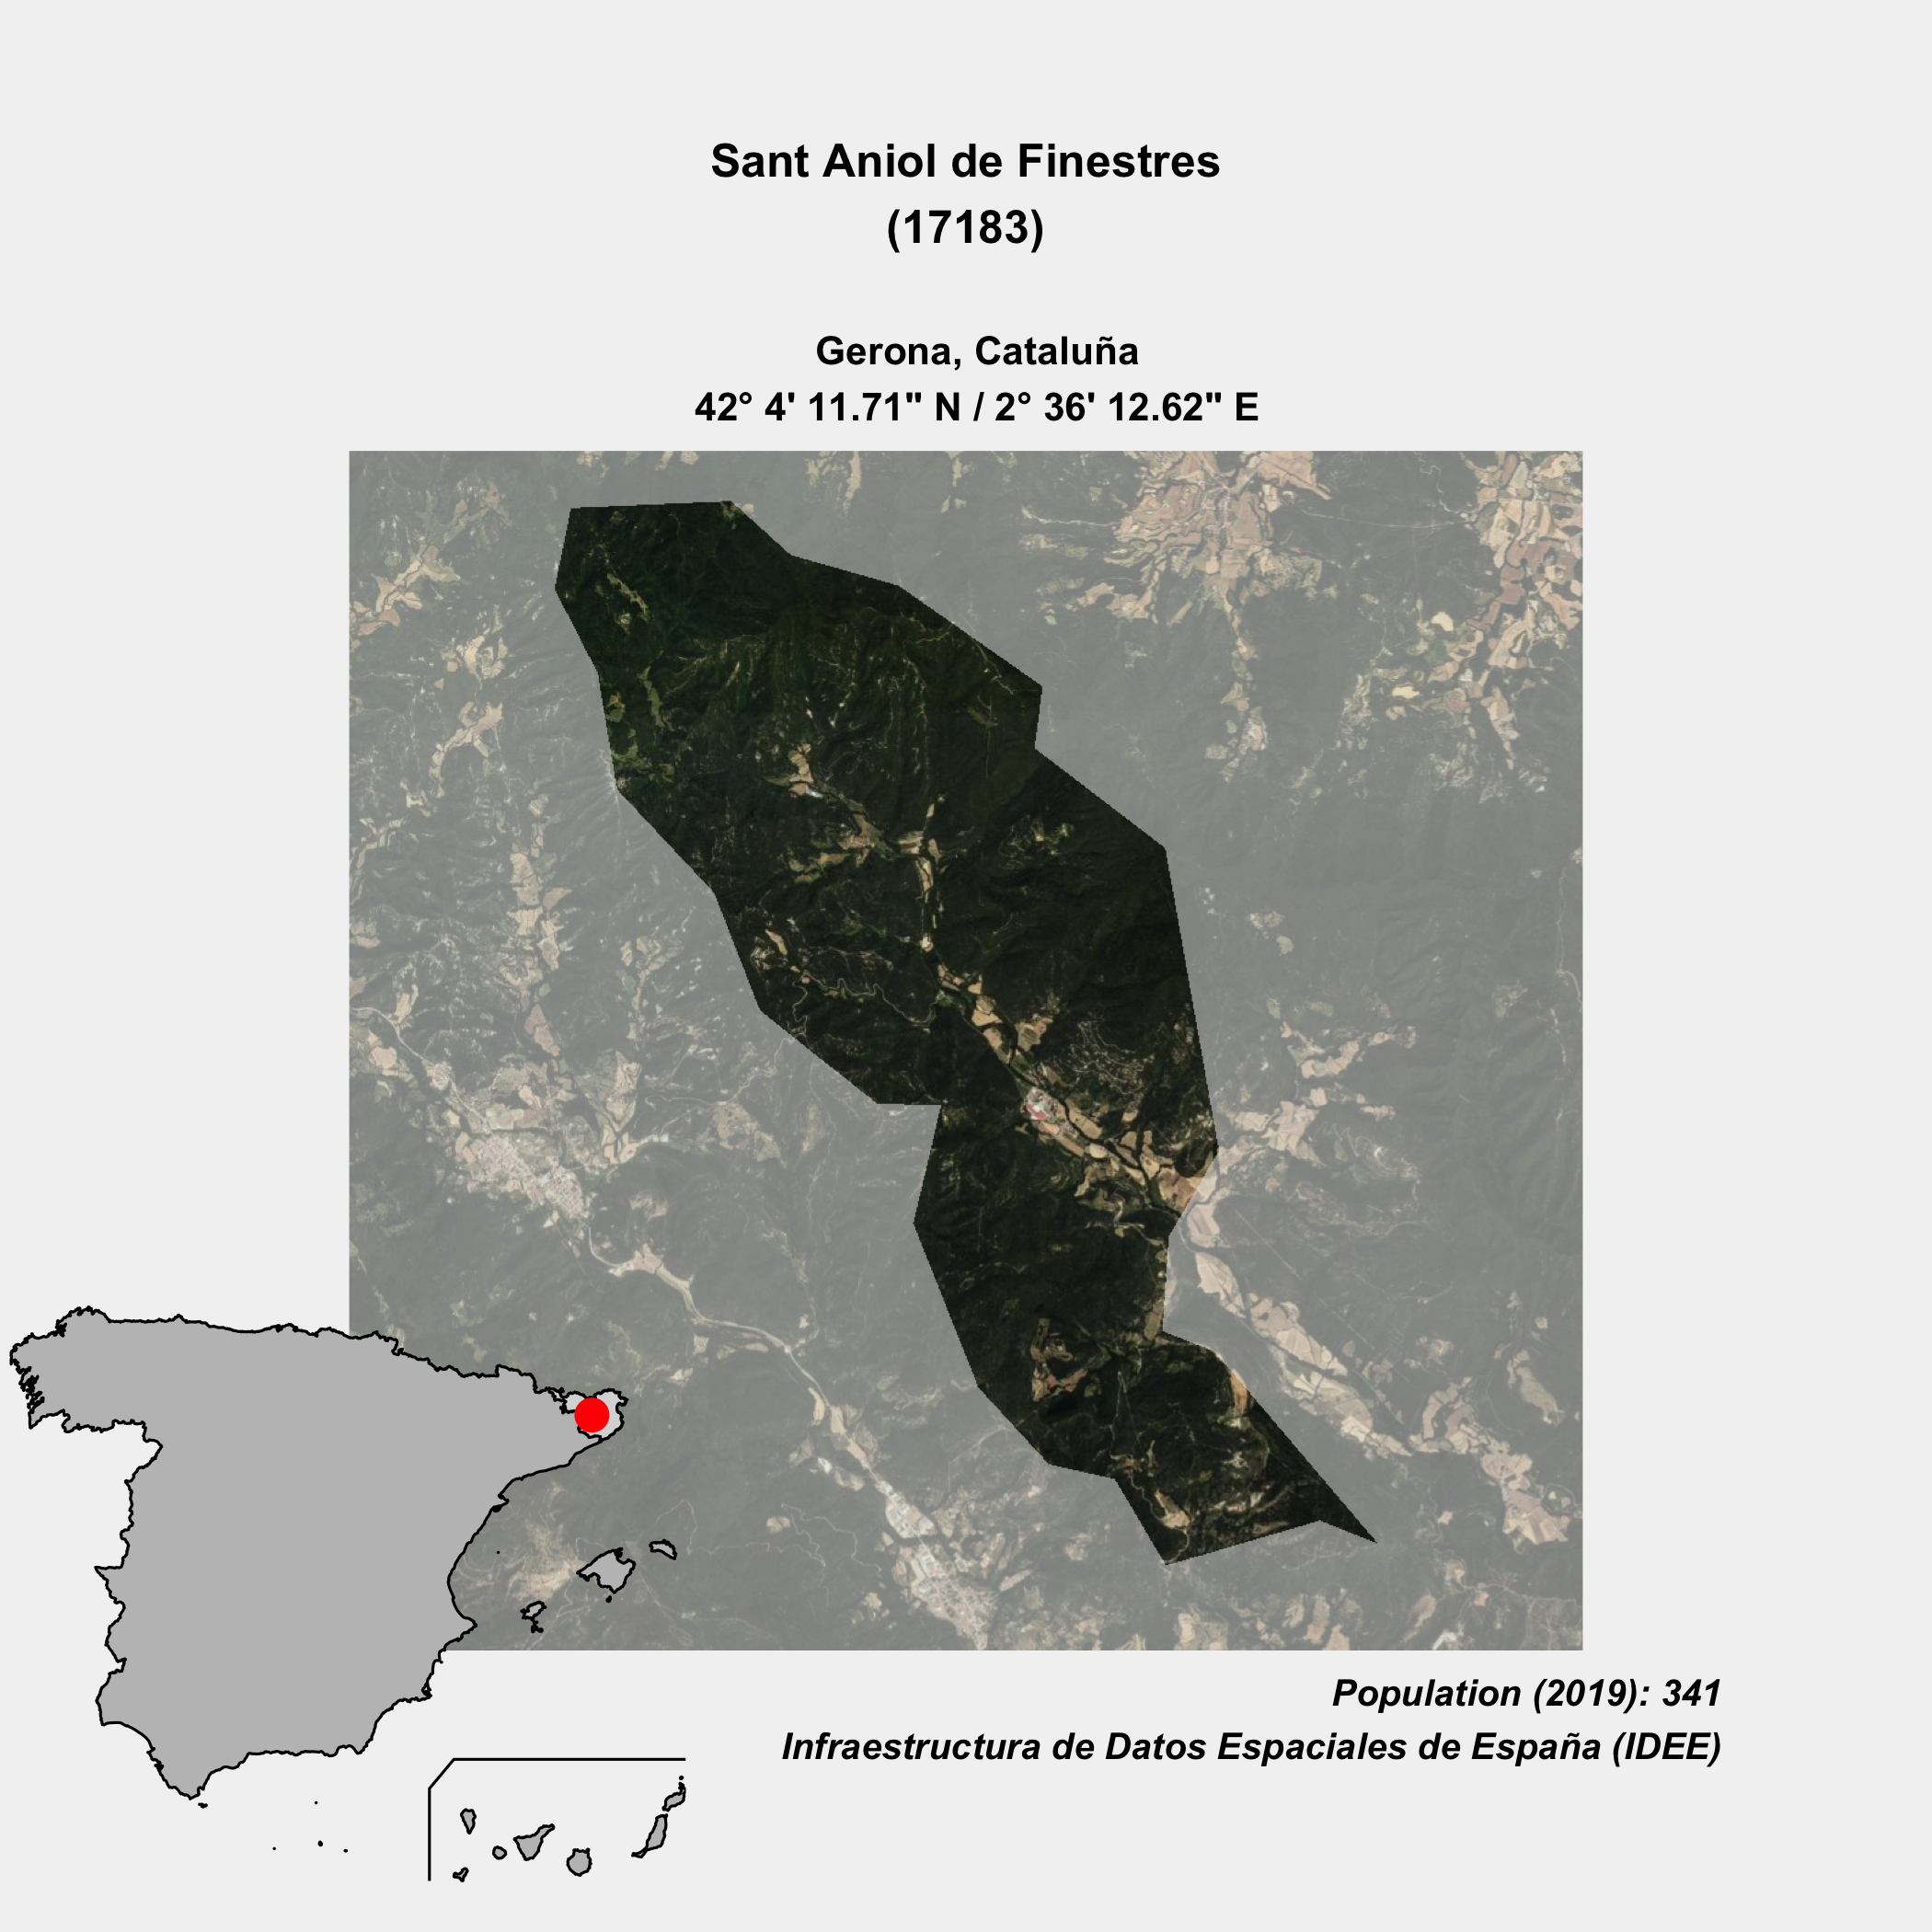 Sant Aniol de Finestres
(17183)
Gerona, Cataluña
42° 4' 11.71" N / 2° 36' 12.62" E
Population (2019): 341
Infraestructura de Datos Espaciales de España (IDEE)